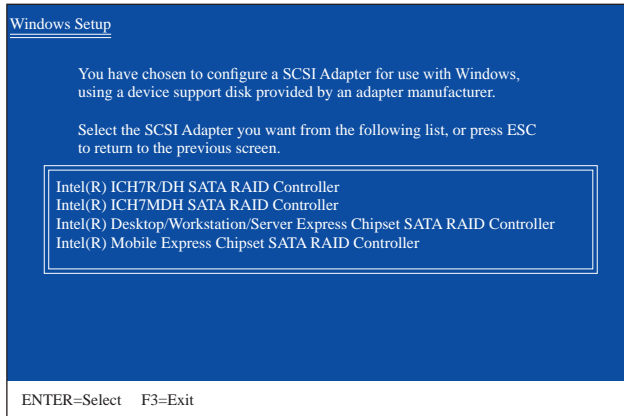 Windows Setup
You have chosen to configure a SCSI Adapter for use with Windows,
using a device support disk provided by an adapter manufacturer.
Select the SCSI Adapter you want from the following list, or press ESC
to return to the previous screen.
Intel(R) ICH7R/DH SATA RAID Controller
Intel(R) ICH7MDH SATA RAID Controller
Intel(R) Desktop/Workstation/Server Express Chipset SATA RAID Controller
Intel(R) Mobile Express Chipset SATA RAID Controller
ENTER=Select F3=Exit